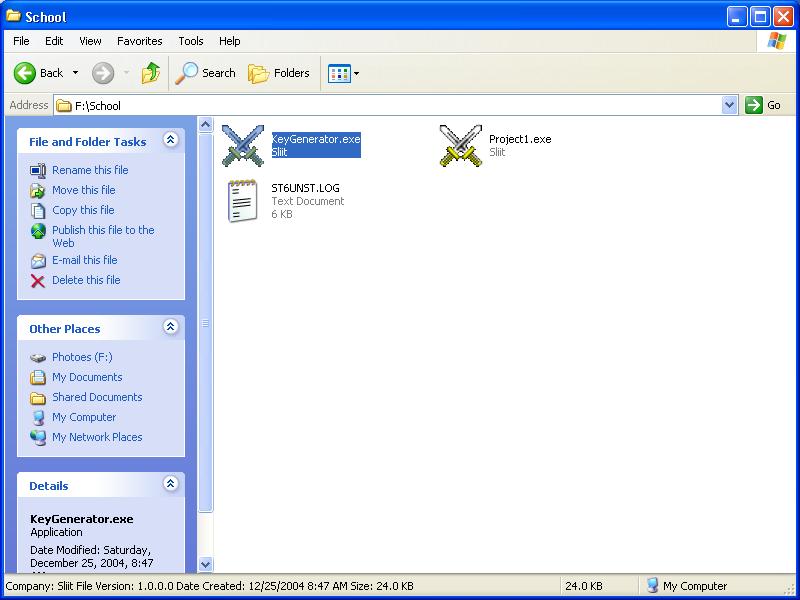 School
File Edit View Favorites Tools Help
Back Search Folders
Address F:\School Go
File and Folder Tasks
Rename this file
Move this file
Copy this file
Publish this file to the
Web
E-mail this file
Delete this file
Other Places
Photoes (F:)
My Documents
Shared Documents
My Computer
My Network Places
Details
KeyGenerator.exe
Application
Date Modified: Saturday,
December 25, 2004, 8:47
KeyGenerator.exe
Sliit
Project1.exe
Sliit
ST6UNST.LOG
Text Document
6 KB
Company: Sliit File Version: 1.0.0.0 Date Created: 12/25/2004 8:47 AM Size: 24.0 KB 24.0 KB My Computer